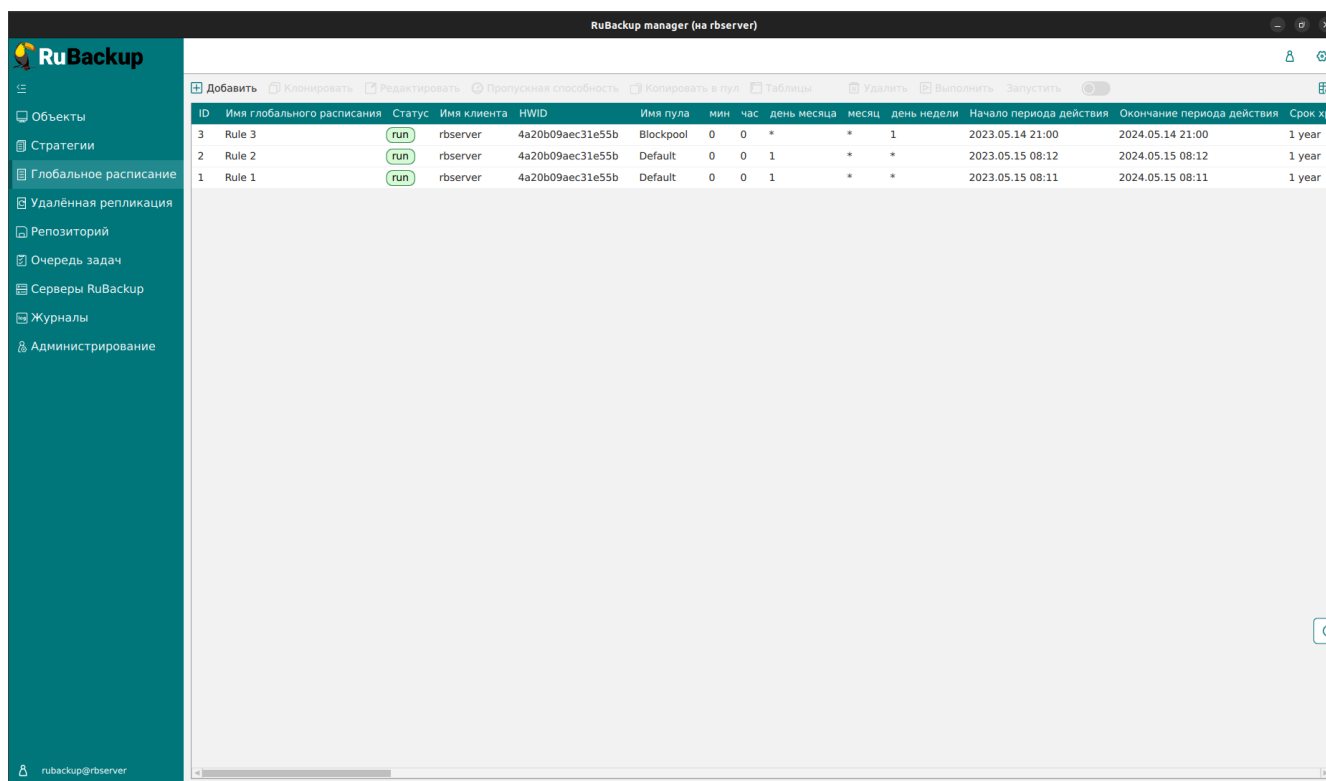 RuBackup manager (на rbserver)
RuBackup
Добавить Клонировать Редактировать Пропускная способность Копировать в пул Таблицы Удалить Выполнить Запустить
Объекты
Стратегии
Глобальное расписание
Удалённая репликация
Репозиторий
Очередь задач
Серверы RuBackup
Журналы
Администрирование
ID Имя глобального расписания Статус Имя клиента HWID Имя пула мин час день месяца месяц день недели Начало периода действия Окончание периода действия Срок
3 Rule 3 run rbserver 4a20b09aec31e55b Blockpool 0 0 * * 1 2023.05.14 21:00 2024.05.14 21:00 1 year
2 Rule 2 run rbserver 4a20b09aec31e55b Default 0 0 1 * * 2023.05.15 08:12 2024.05.15 08:12 1 year
1 Rule 1 run rbserver 4a20b09aec31e55b Default 0 0 1 * * 2023.05.15 08:11 2024.05.15 08:11 1 year
rubackup@rbserver